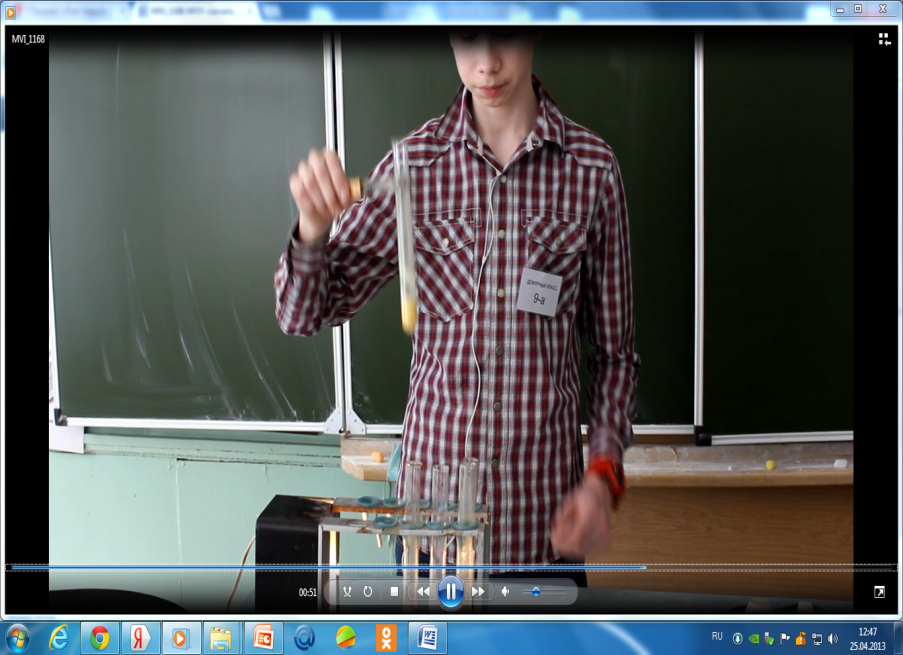 MVI_1168
ДЕЖУРНЫЙ КЛАСС
9-а
00:51
RU
12:47
25.04.2013